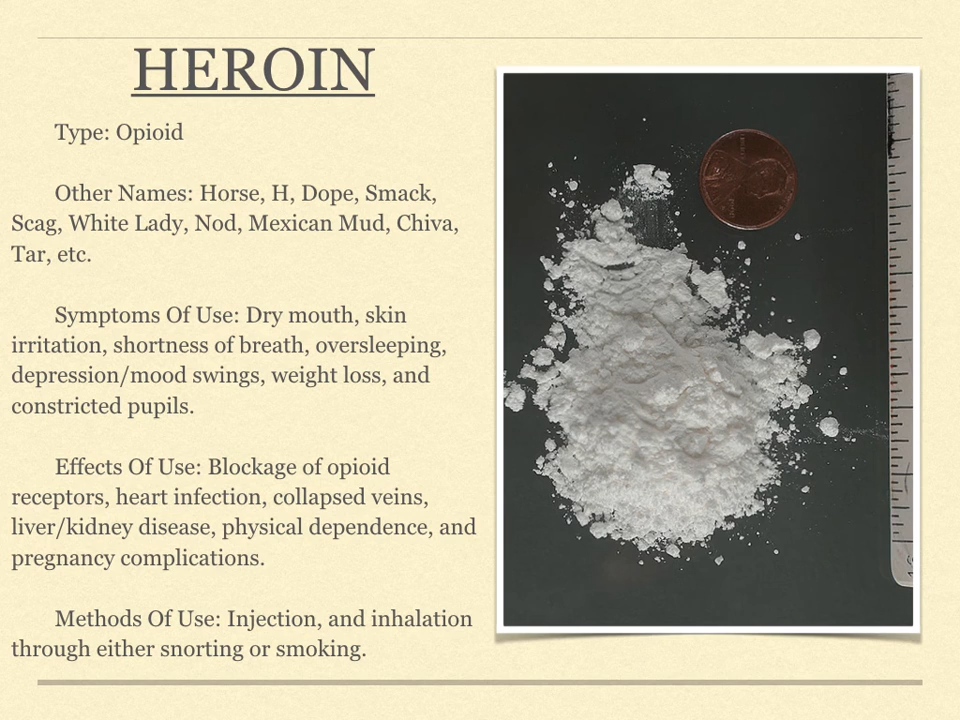 HEROIN
Type: Opioid
Other Names: Horse, H, Dope, Smack,
Scag, White Lady, Nod, Mexican Mud, Chiva,
Tar, etc.
Symptoms Of Use: Dry mouth, skin
irritation, shortness of breath, oversleeping,
depression/mood swings, weight loss, and
constricted pupils.
Effects Of Use: Blockage of opioid
receptors, heart infection, collapsed veins,
liver/kidney disease, physical dependence, and
pregnancy complications.
Methods Of Use: Injection, and inhalation
through either snorting or smoking.